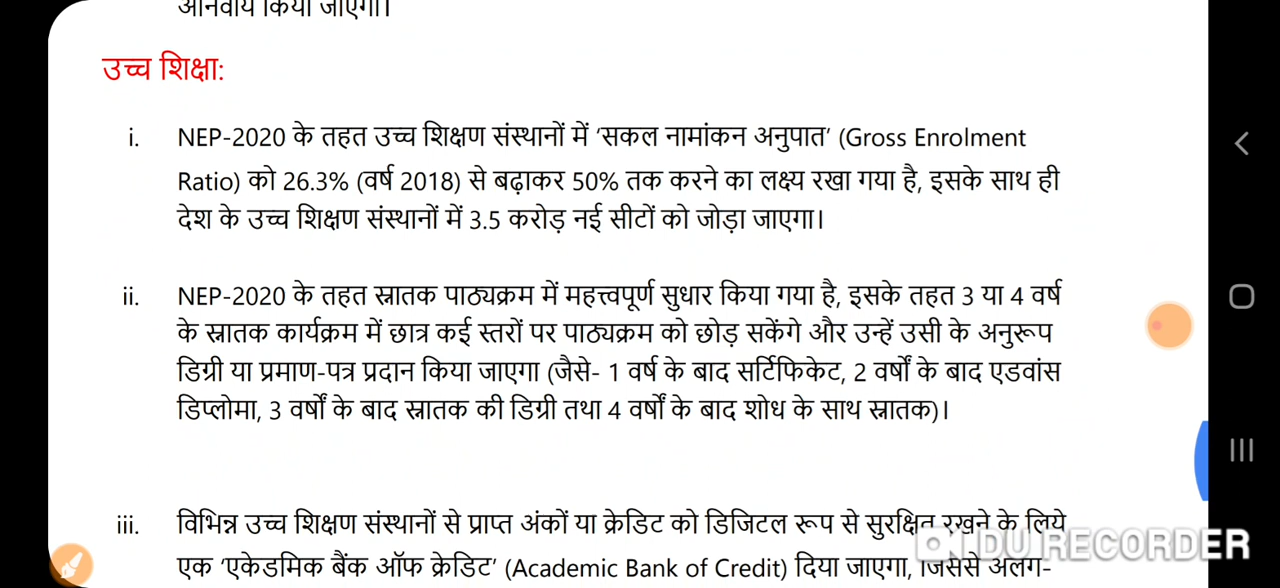 अनिवार्य किया जाएगा।
उच्च शिक्षा:
i. NEP-2020 के तहत उच्च शिक्षण संस्थानों में ‘सकल नामांकन अनुपात’ (Gross Enrolment
Ratio) को 26.3% (वर्ष 2018) से बढ़ाकर 50% तक करने का लक्ष्य रखा गया है, इसके साथ ही
देश के उच्च शिक्षण संस्थानों में 3.5 करोड़ नई सीटों को जोड़ा जाएगा।
ii. NEP-2020 के तहत स्नातक पाठ्यक्रम में महत्त्वपूर्ण सुधार किया गया है, इसके तहत 3 या 4 वर्ष
के स्नातक कार्यक्रम में छात्र कई स्तरों पर पाठ्यक्रम को छोड़ सकेंगे और उन्हें उसी के अनुरूप
डिग्री या प्रमाण-पत्र प्रदान किया जाएगा (जैसे- 1 वर्ष के बाद सर्टिफिकेट, 2 वर्षों के बाद एडवांस
डिप्लोमा, 3 वर्षों के बाद स्नातक की डिग्री तथा 4 वर्षों के बाद शोध के साथ स्नातक)।
iii. विभिन्न उच्च शिक्षण संस्थानों से प्राप्त अंकों या क्रेडिट को डिजिटल रूप से सुरक्षित रखने के लिये
एक ‘एकेडमिक बैंक ऑफ क्रेडिट’ (Academic Bank of Credit) दिया जाएगा, जिससे अलग-
DU RECORDER